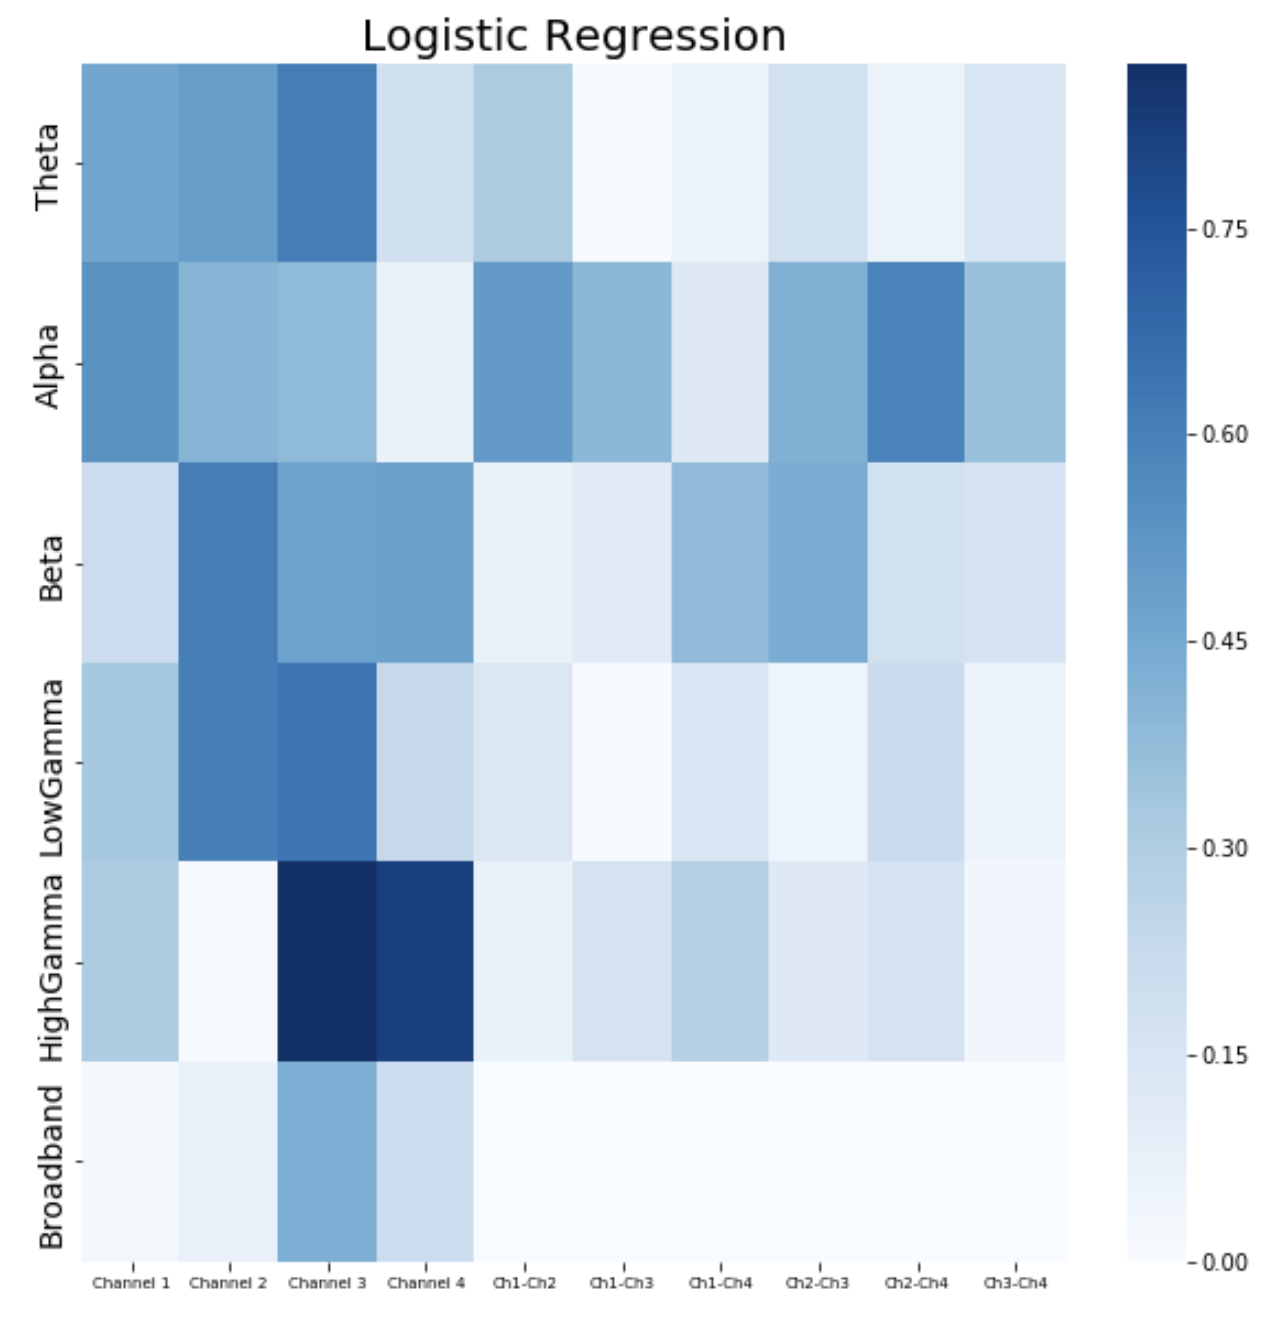 Logistic Regression
Theta
Alpha
Beta
LowGamma
HighGamma
Broadband
Channel 1
Channel 2
Channel 3
Channel 4
Ch1-Ch2
Ch1-Ch3
Ch1-Ch4
Ch2-Ch3
Ch2-Ch4
Ch3-Ch4
0.75
0.60
0.45
0.30
0.15
0.00